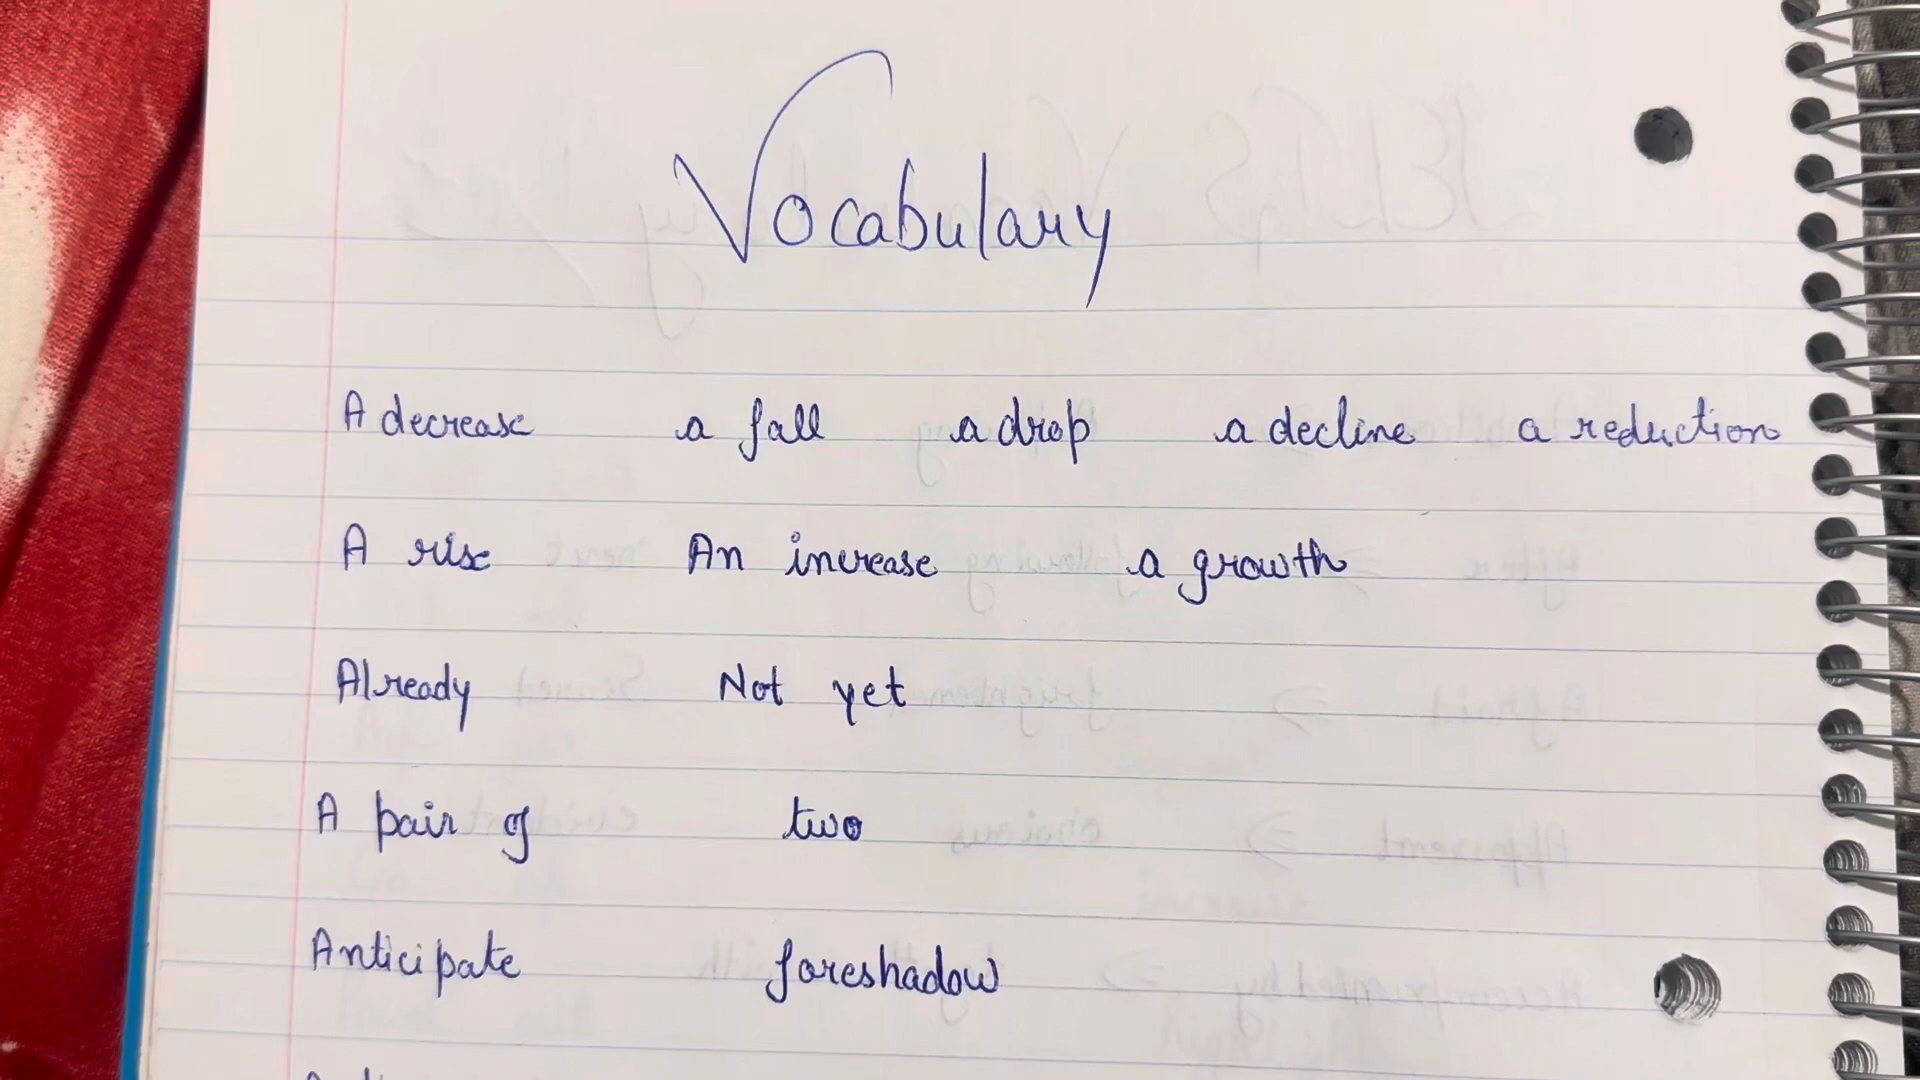 Vocabulary
A decrease a fall a drop a decline a reduction
A rise An increase a growth
Already Not yet
A pair of two
Anticipate foreshadow